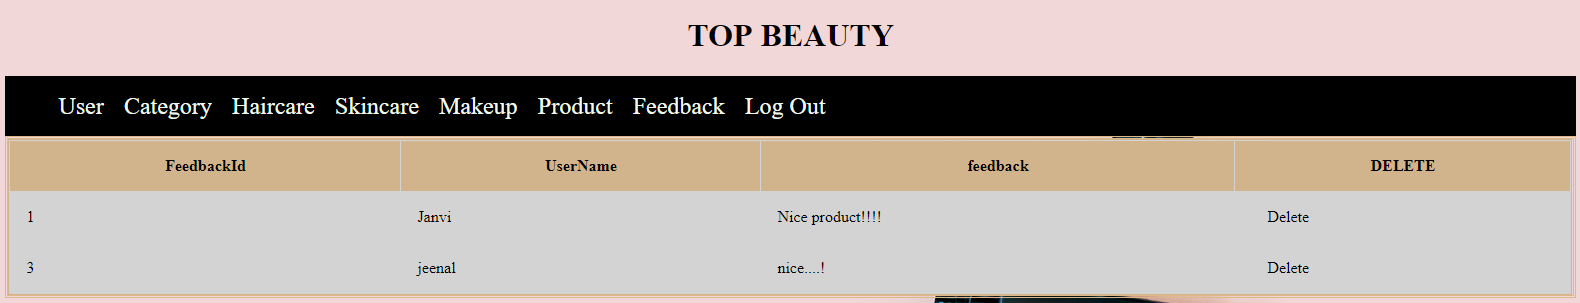 TOP BEAUTY
User Category Haircare Skincare Makeup Product Feedback Log Out
FeedbackId UserName feedback DELETE
1 Janvi Nice product!!!! Delete
3 jeenal nice....! Delete